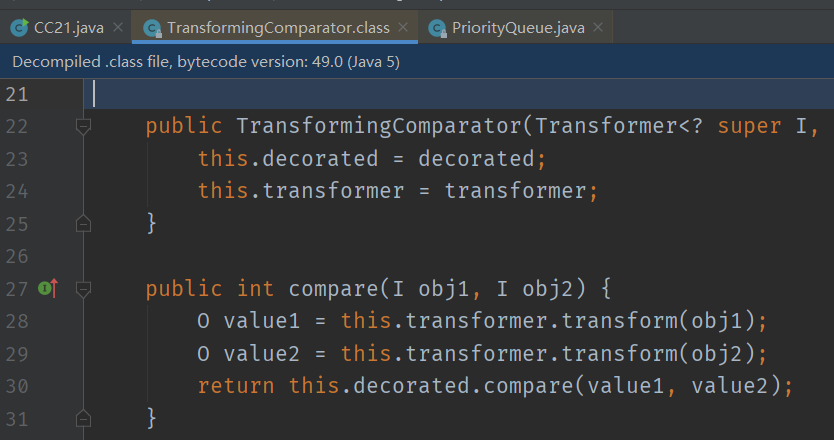 CC21.java TransformingComparator.class PriorityQueue.java
Decompiled .class file, bytecode version: 49.0 (Java 5)
21
22 public TransformingComparator(Transformer<? super I,
23 this.decorated = decorated;
24 this.transformer = transformer;
25 }
26
27 public int compare(I obj1, I obj2) {
28 O value1 = this.transformer.transform(obj1);
29 O value2 = this.transformer.transform(obj2);
30 return this.decorated.compare(value1, value2);
31 }